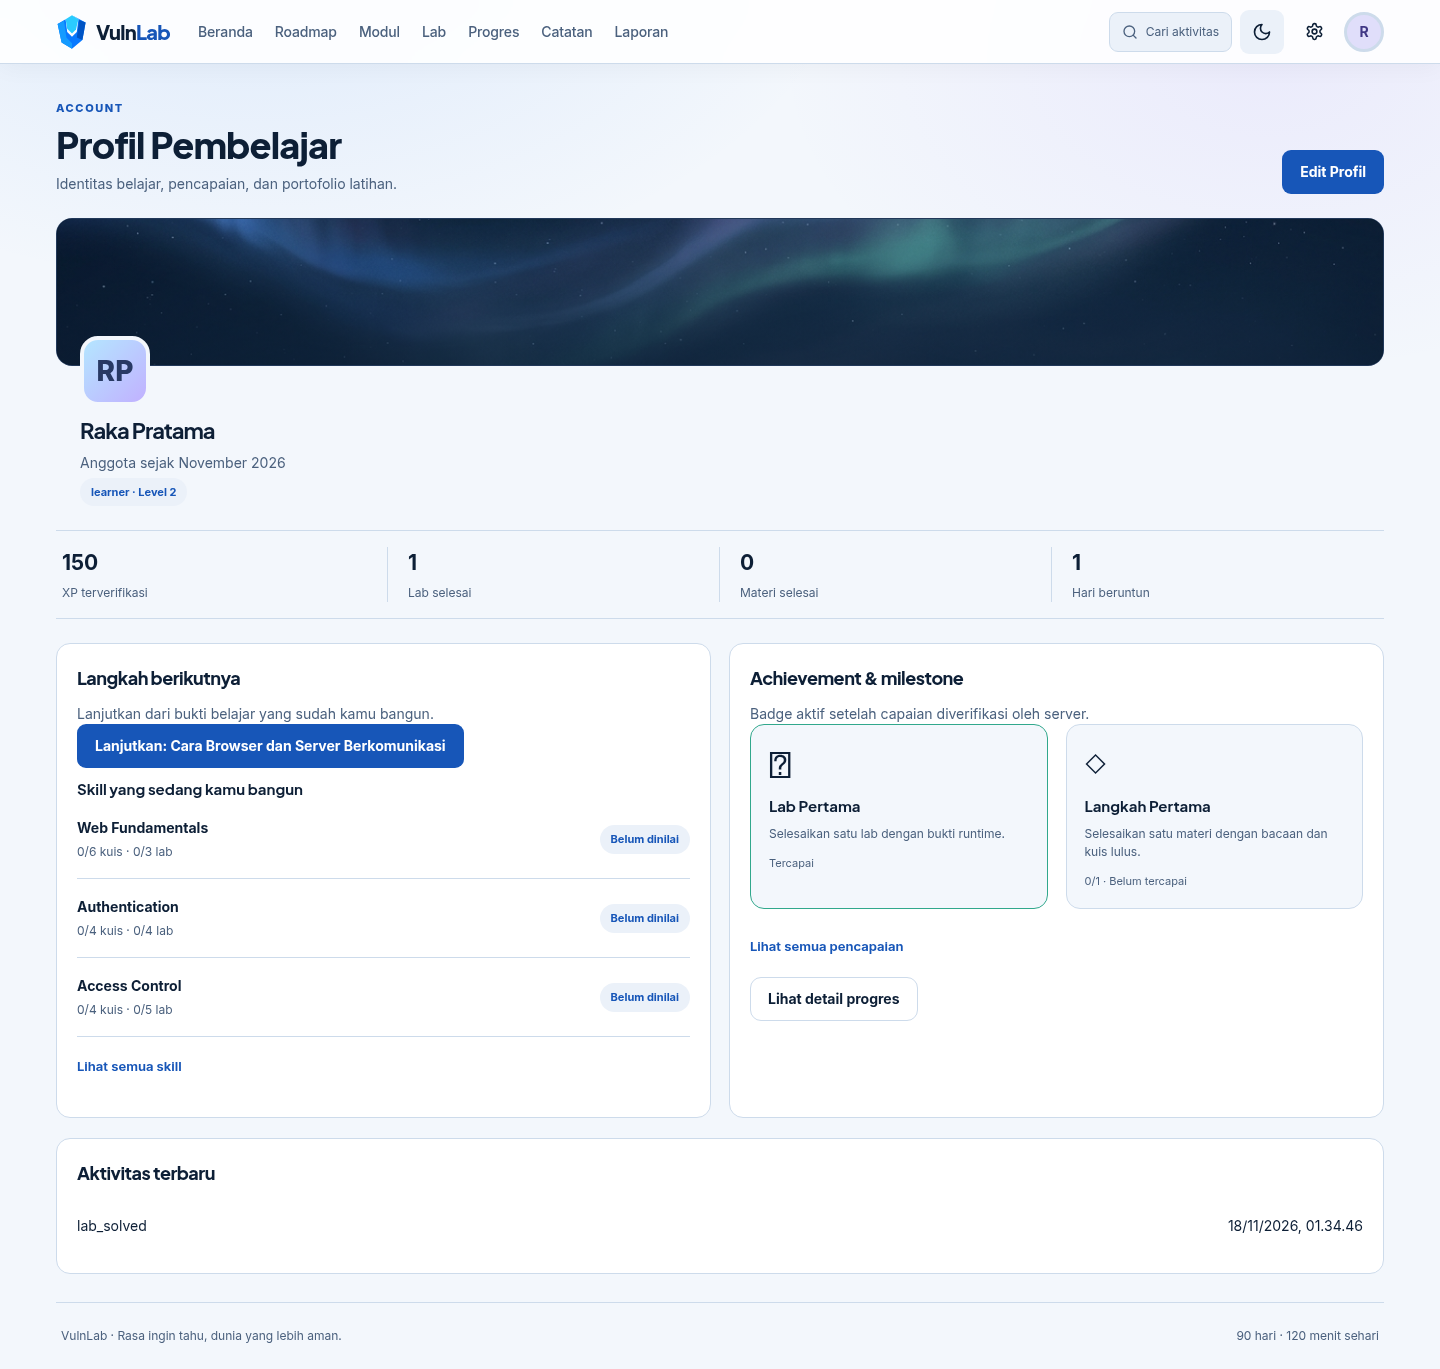 VulnLab
Beranda
Roadmap
Modul
Lab
Progres
Catatan
Laporan
Cari aktivitas
R
ACCOUNT
Profil Pembelajar
Identitas belajar, pencapaian, dan portofolio latihan.
Edit Profil
RP
Raka Pratama
Anggota sejak November 2026
learner · Level 2
150
XP terverifikasi
1
Lab selesai
0
Materi selesai
1
Hari beruntun
Langkah berikutnya
Lanjutkan dari bukti belajar yang sudah kamu bangun.
Lanjutkan: Cara Browser dan Server Berkomunikasi
Skill yang sedang kamu bangun
Web Fundamentals
0/6 kuis · 0/3 lab
Belum dinilai
Authentication
0/4 kuis · 0/4 lab
Belum dinilai
Access Control
0/4 kuis · 0/5 lab
Belum dinilai
Lihat semua skill
Achievement & milestone
Badge aktif setelah capaian diverifikasi oleh server.
Lab Pertama
Selesaikan satu lab dengan bukti runtime.
Tercapai
Langkah Pertama
Selesaikan satu materi dengan bacaan dan
kuis lulus.
0/1 · Belum tercapai
Lihat semua pencapaian
Lihat detail progres
Aktivitas terbaru
lab_solved
18/11/2026, 01.34.46
VulnLab · Rasa ingin tahu, dunia yang lebih aman.
90 hari · 120 menit sehari